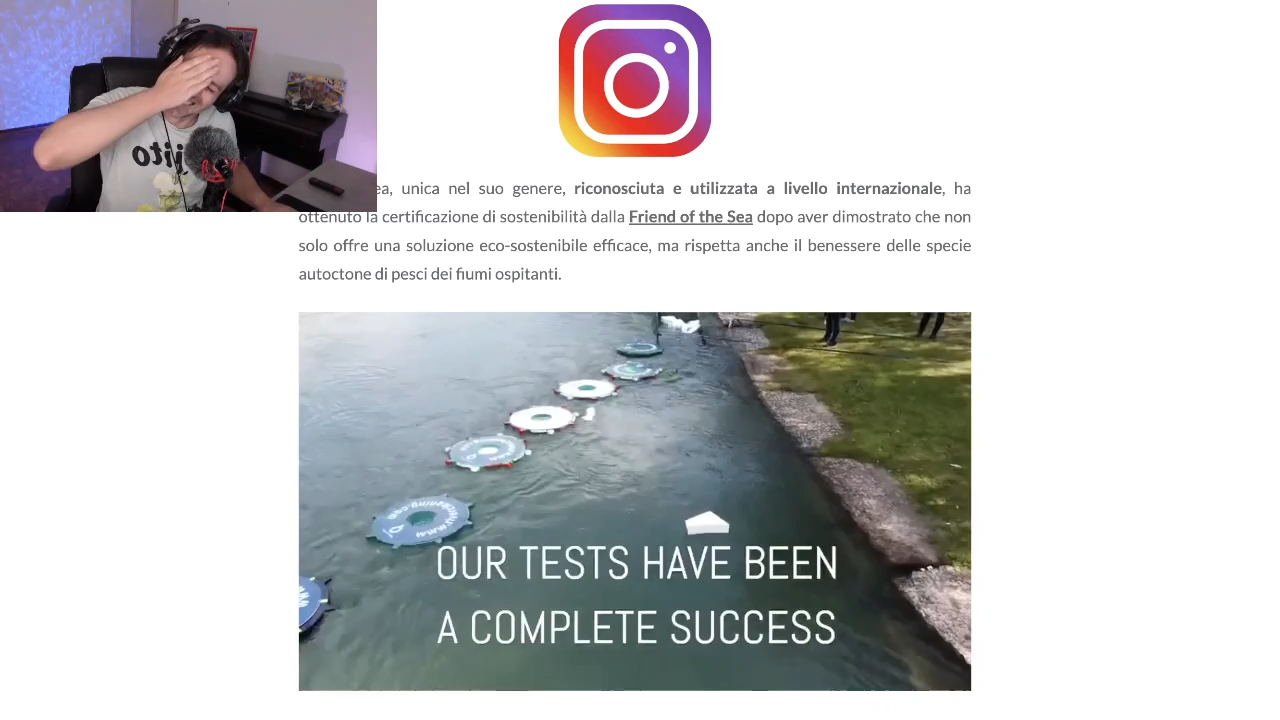 unica nel suo genere, riconosciuta e utilizzata a livello internazionale, ha
ottenuto la certificazione di sostenibilità dalla Friend of the Sea dopo aver dimostrato che non
solo offre una soluzione eco-sostenibile efficace, ma rispetta anche il benessere delle specie
autoctone di pesci dei fiumi ospitanti.
OUR TESTS HAVE BEEN
A COMPLETE SUCCESS